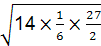 √(14 × 1/6 × 27/2)